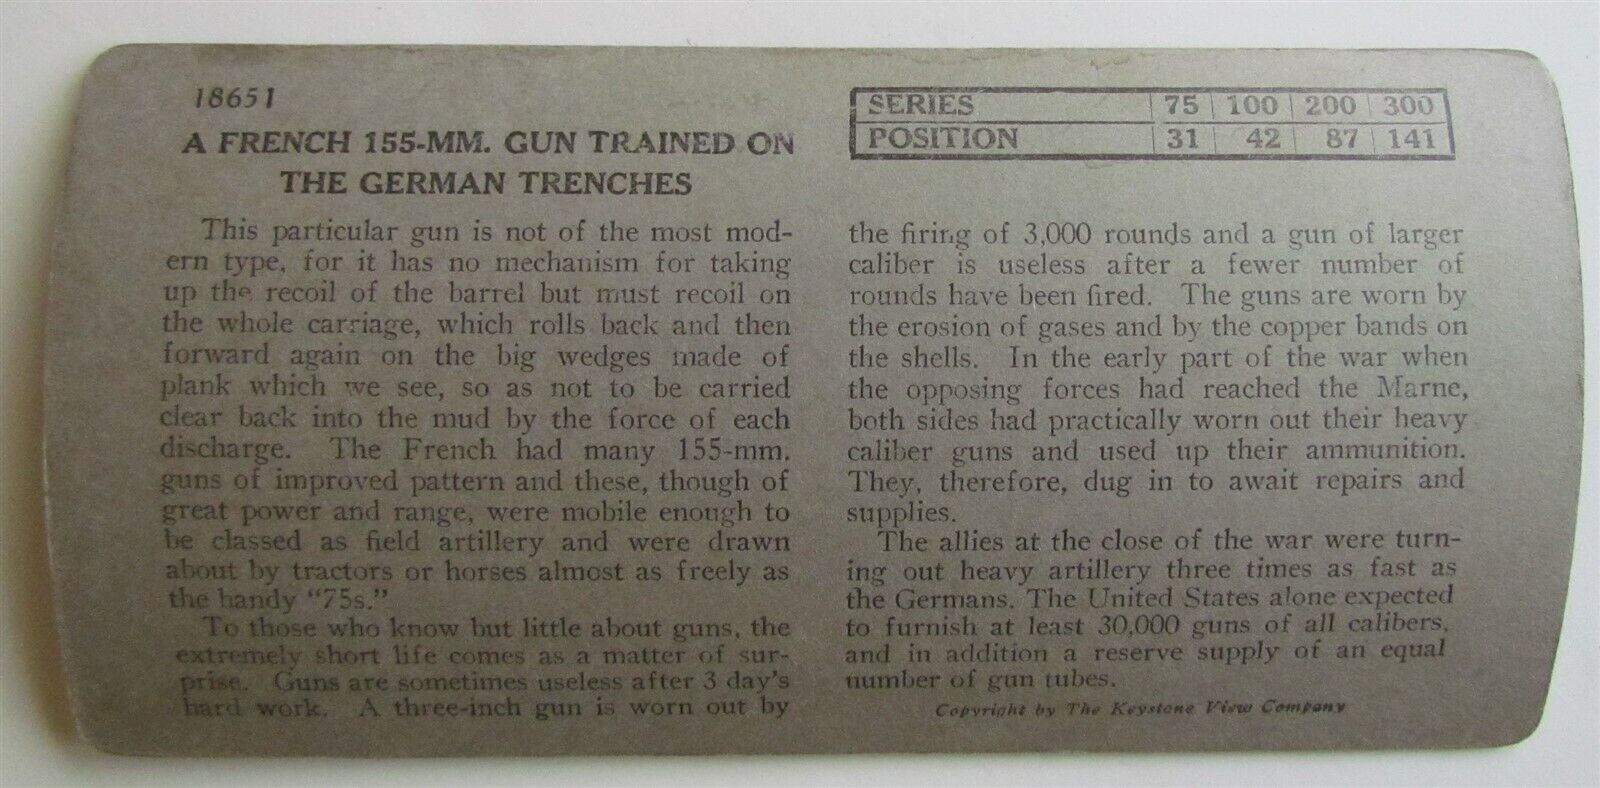 18651
A FRENCH 155-MM. GUN TRAINED ON
THE GERMAN TRENCHES
This particular gun is not of the most mod-
ern type, for it has no mechanism for taking
up the recoil of the barrel but must recoil on
the whole carriage, which rolls back and then
forward again on the big wedges made of
plank which we see, so as not to be carried
clear back into the mud by the force of each
discharge. The French had many 155-mm.
guns of improved pattern and these, though of
great power and range, were mobile enough to
be classed as field artillery and were drawn
about by tractors or horses almost as freely as
the handy "75s."
To those who know but little about guns, the
extremely short life comes as a matter of sur-
prise. Guns are sometimes useless after 3 day's
hard work. A three-inch gun is worn out by
SERIES 75 100 200 300
POSITION 31 42 87 141
the firing of 3,000 rounds and a gun of larger
caliber is useless after a fewer number of
rounds have been fired. The guns are worn by
the erosion of gases and by the copper bands on
the shells. In the early part of the war when
the opposing forces had reached the Marne,
both sides had practically worn out their heavy
caliber guns and used up their ammunition.
They, therefore, dug in to await repairs and
supplies.
The allies at the close of the war were turn-
ing out heavy artillery three times as fast as
the Germans. The United States alone expected
to furnish at least 30,000 guns of all calibers,
and in addition a reserve supply of an equal
number of gun tubes.
Copyright by The Keystone View Company